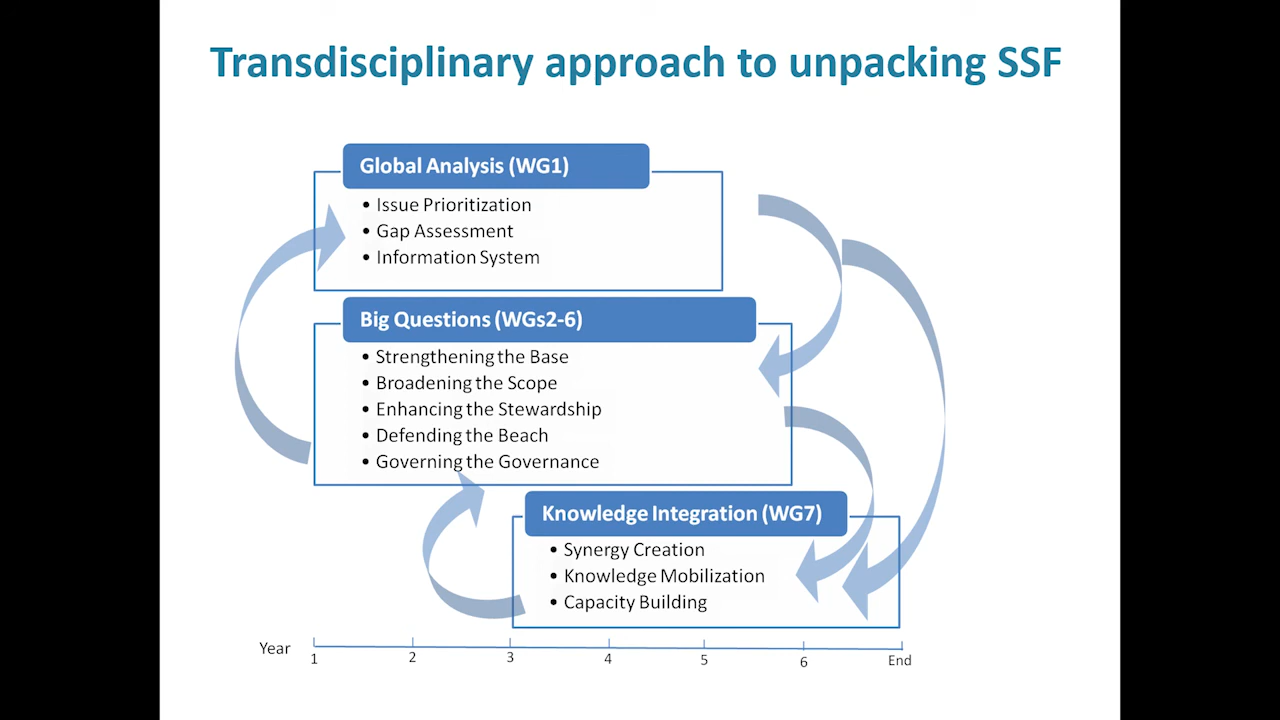 Transdisciplinary approach to unpacking SSF
Global Analysis (WG1)
• Issue Prioritization
• Gap Assessment
• Information System
Big Questions (WGs2-6)
• Strengthening the Base
• Broadening the Scope
• Enhancing the Stewardship
• Defending the Beach
• Governing the Governance
Knowledge Integration (WG7)
• Synergy Creation
• Knowledge Mobilization
• Capacity Building
Year 1 2 3 4 5 6 End